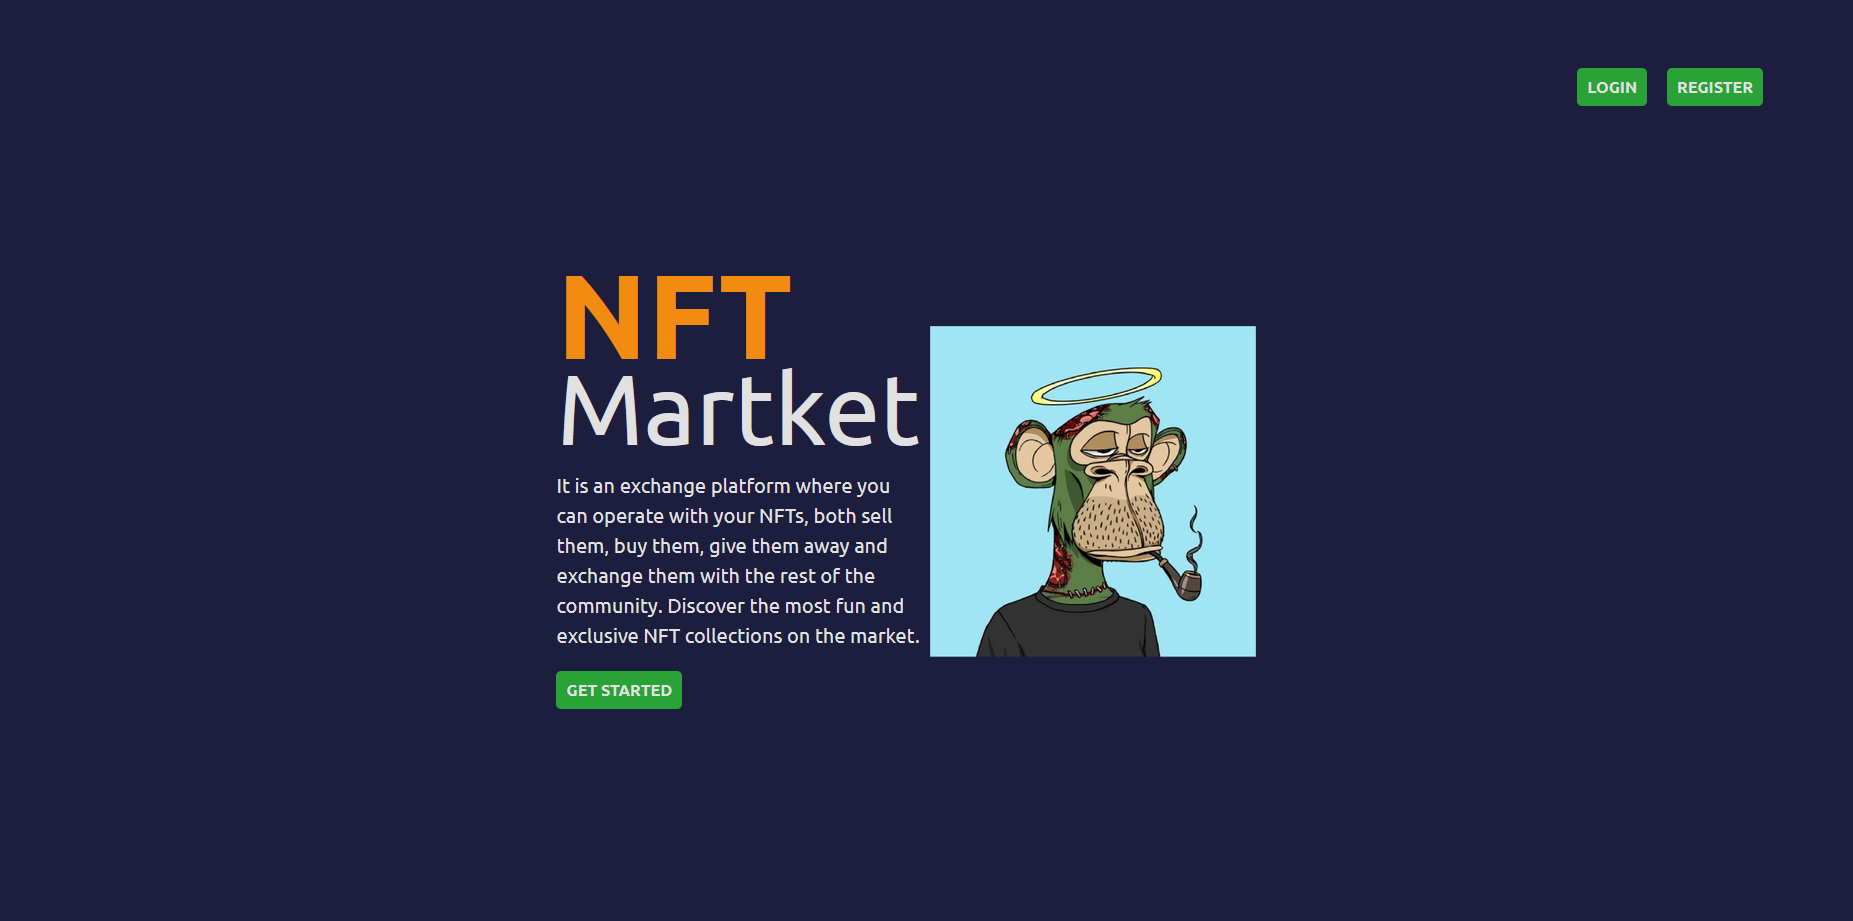 LOGIN
REGISTER
NFT
Martket
It is an exchange platform where you
can operate with your NFTs, both sell
them, buy them, give them away and
exchange them with the rest of the
community. Discover the most fun and
exclusive NFT collections on the market.
GET STARTED